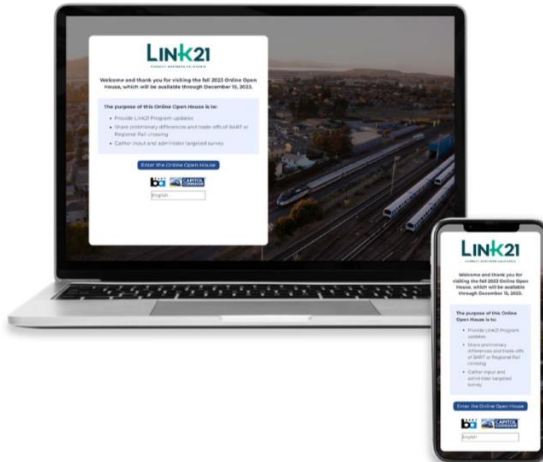 LINK21
Welcome and thank you for visiting the fall 2023 Online Open
House, which will be available through December 15, 2023.
The purpose of this Online Open House is to:
Provide Link21 Program updates
Share preliminary differences and trade-offs of BART or
Regional Rail crossing
Gather input and administer targeted survey
Enter the Online Open House
ba CAPITOL
CORRIDOR
English
LINK21
Welcome and thank you for
visiting the fall 2023 Online Open
House, which will be available
through December 15, 2023.
The purpose of this Online
Open House is to:
Provide Link21 Program
updates
Share preliminary
differences and trade-offs
of BART or Regional Rail
crossing
Gather input and
administer targeted
survey
Enter the Online Open House
ba CAPITOL
CORRIDOR
English